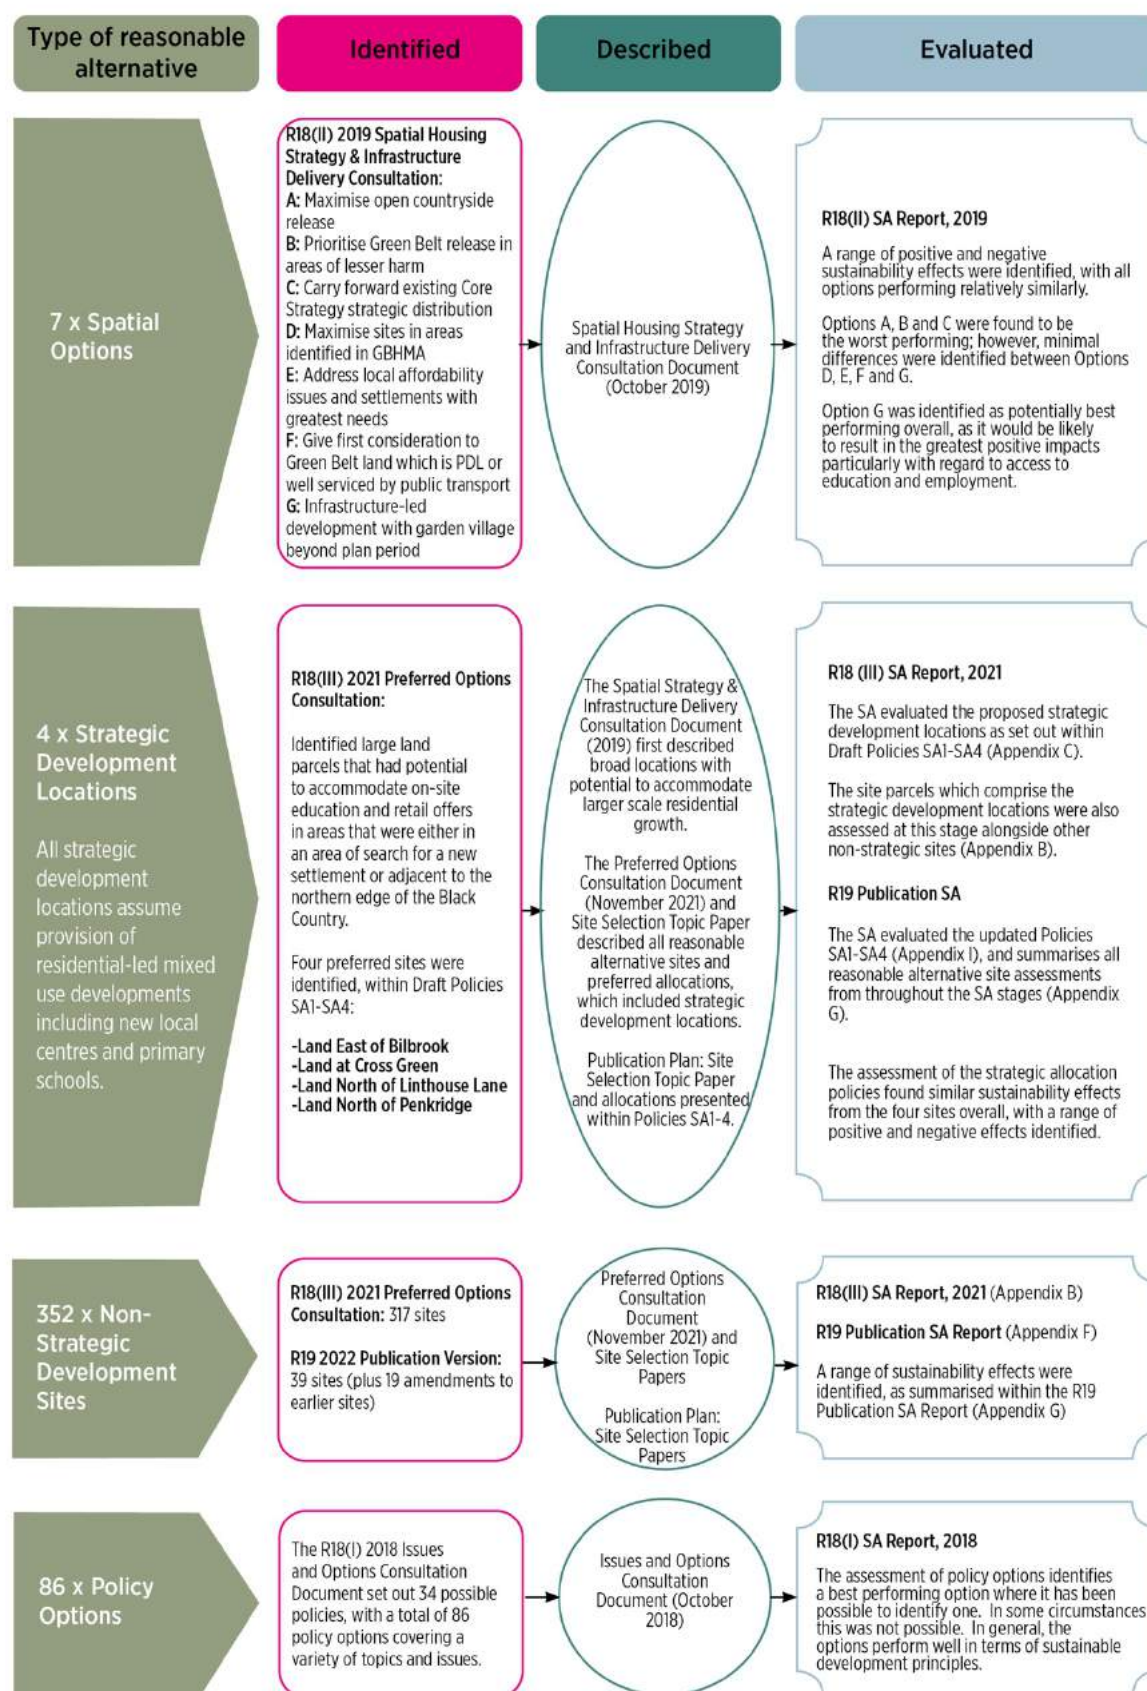 Type of reasonable
alternative
Identified
Described
Evaluated
7 x Spatial
Options
R18(II) 2019 Spatial Housing
Strategy & Infrastructure
Delivery Consultation:
A: Maximise open countryside
release
B: Prioritise Green Belt release in
areas of lesser harm
C: Carry forward existing Core
Strategy strategic distribution
D: Maximise sites in areas
identified in GBHMA
E: Address local affordability
issues and settlements with
greatest needs
F: Give first consideration to
Green Belt land which is PDL or
well serviced by public transport
G: Infrastructure-led
development with garden village
beyond plan period
Spatial Housing Strategy
and Infrastructure Delivery
Consultation Document
(October 2019)
R18(II) SA Report, 2019
A range of positive and negative
sustainability effects were identified, with all
options performing relatively similarly.
Options A, B and C were found to be
the worst performing; however, minimal
differences were identified between Options
D, E, F and G.
Option G was identified as potentially best
performing overall, as it would be likely
to result in the greatest positive impacts
particularly with regard to access to
education and employment.
4 x Strategic
Development
Locations
All strategic
development
locations assume
provision of
residential-led mixed
use developments
including new local
centres and primary
schools.
R18(III) 2021 Preferred Options
Consultation:
Identified large land
parcels that had potential
to accommodate on-site
education and retail offers
in areas that were either in
an area of search for a new
settlement or adjacent to the
northern edge of the Black
Country.
Four preferred sites were
identified, within Draft Policies
SA1-SA4:
-Land East of Bilbrook
-Land at Cross Green
-Land North of Linthouse Lane
-Land North of Penkridge
The Spatial Strategy &
Infrastructure Delivery
Consultation Document
(2019) first described
broad locations with
potential to accommodate
larger scale residential
growth.
The Preferred Options
Consultation Document
(November 2021) and
Site Selection Topic Paper
described all reasonable
alternative sites and
preferred allocations,
which included strategic
development locations.
Publication Plan: Site
Selection Topic Paper
and allocations presented
within Policies SA1-4.
R18 (III) SA Report, 2021
The SA evaluated the proposed strategic
development locations as set out within
Draft Policies SA1-SA4 (Appendix C).
The site parcels which comprise the
strategic development locations were also
assessed at this stage alongside other
non-strategic sites (Appendix B).
R19 Publication SA
The SA evaluated the updated Policies
SA1-SA4 (Appendix I), and summarises all
reasonable alternative site assessments
from throughout the SA stages (Appendix
G).
The assessment of the strategic allocation
policies found similar sustainability effects
from the four sites overall, with a range of
positive and negative effects identified.
352 x Non-
Strategic
Development
Sites
R18(III) 2021 Preferred Options
Consultation: 317 sites
R19 2022 Publication Version:
39 sites (plus 19 amendments to
earlier sites)
Preferred Options
Consultation
Document
(November 2021) and
Site Selection Topic
Papers
Publication Plan:
Site Selection Topic
Papers
R18(III) SA Report, 2021 (Appendix B)
R19 Publication SA Report (Appendix F)
A range of sustainability effects were
identified, as summarised within the R19
Publication SA Report (Appendix G)
86 x Policy
Options
The R18(I) 2018 Issues
and Options Consultation
Document set out 34 possible
policies, with a total of 86
policy options covering a
variety of topics and issues.
Issues and Options
Consultation
Document (October
2018)
R18(I) SA Report, 2018
The assessment of policy options identifies
a best performing option where it has been
possible to identify one. In some circumstances
this was not possible. In general, the
options perform well in terms of sustainable
development principles.